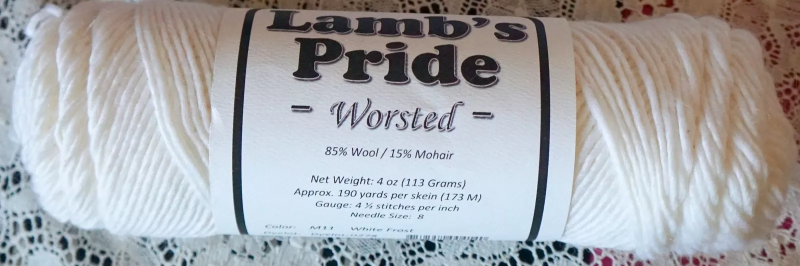 Lamb's
Pride
- Worsted -
85% Wool / 15% Mohair
Net Weight: 4 oz (113 Grams)
Approx. 190 yards per skein (173 M)
Gauge: 4 ½ stitches per inch
Needle Size: 8
Color: M11 White Frost